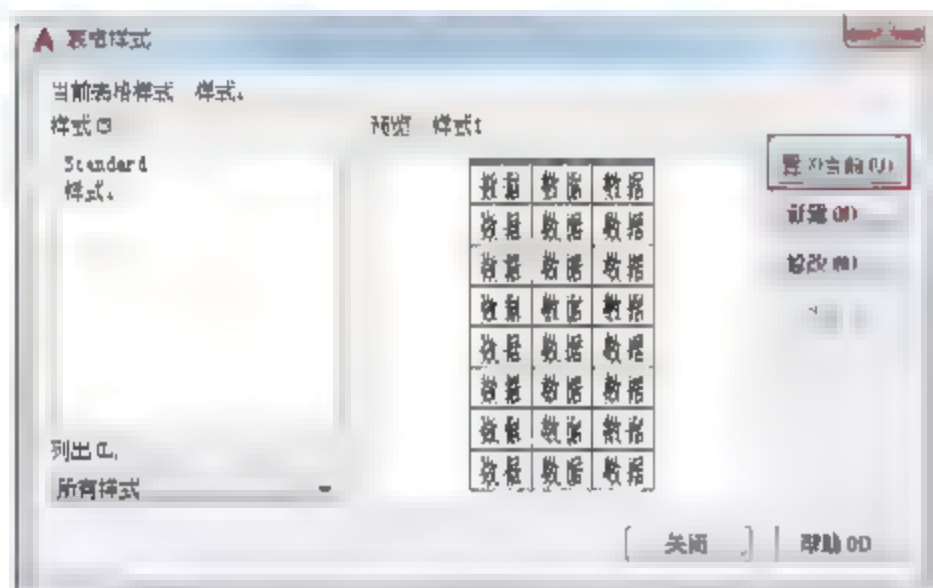 表格样式
当前表格样式 样式1
样式(S)
预览 样式1
Standard
样式1
数据 数据 数据
数据 数据 数据
数据 数据 数据
数据 数据 数据
数据 数据 数据
数据 数据 数据
数据 数据 数据
数据 数据 数据
置为当前(U)
新建(N)
修改(M)
列出(L)
所有样式
关闭
帮助(H)